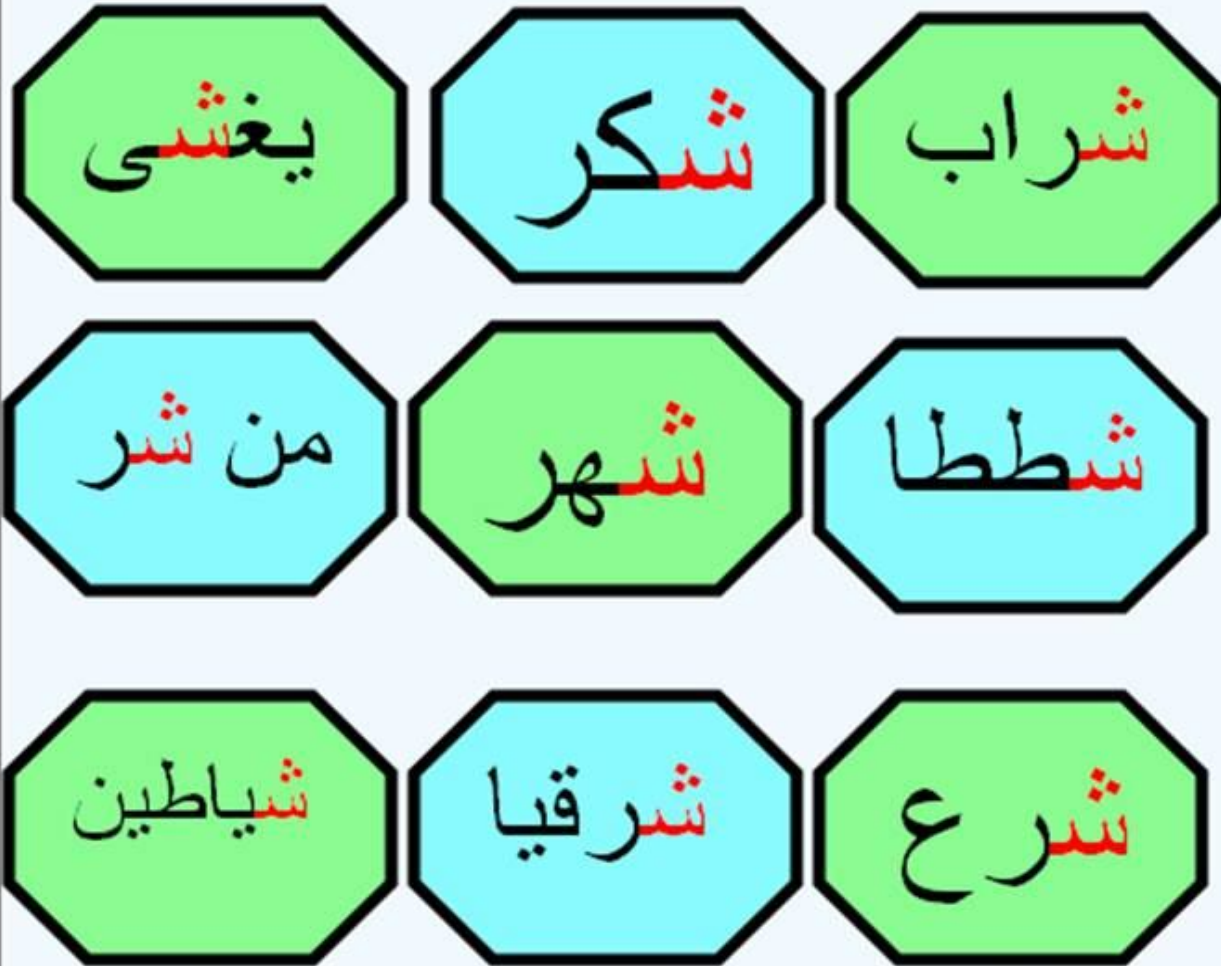 شراب
شكر
يغشى
شططا
شهر
من شر
شرع
شرقيا
شياطين